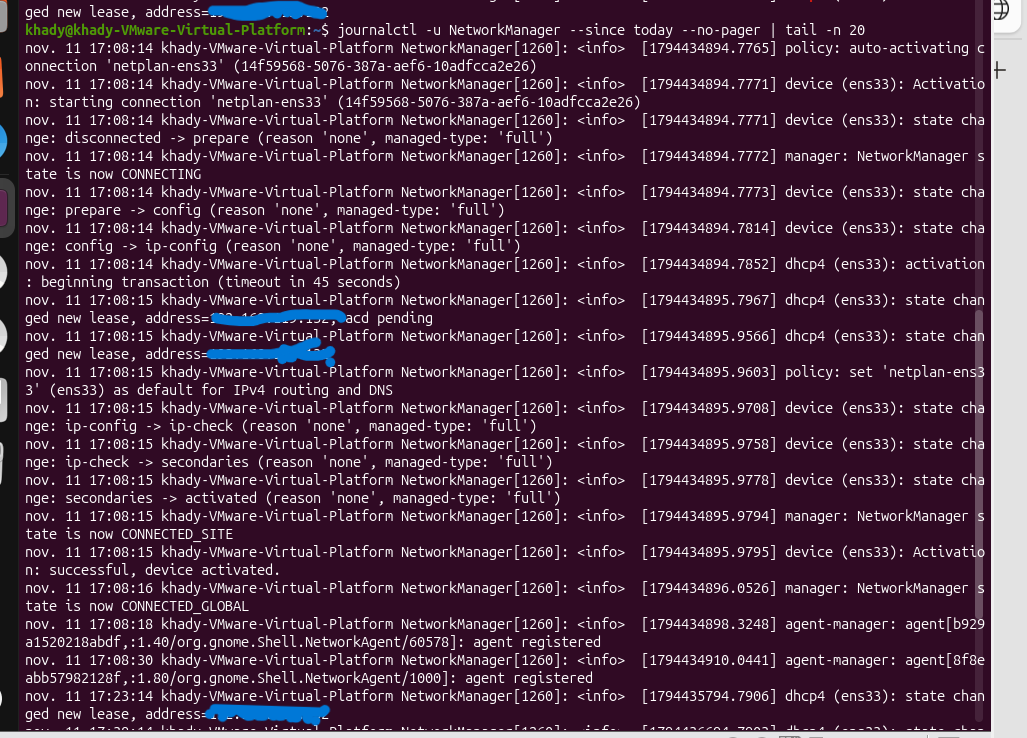 ged new lease, address=
khady@khady-VMware-Virtual-Platform:~$ journalctl -u NetworkManager --since today --no-pager | tail -n 20
nov. 11 17:08:14 khady-VMware-Virtual-Platform NetworkManager[1260]: <info>  [1794434894.7765] policy: auto-activating c
onnection 'netplan-ens33' (14f59568-5076-387a-aef6-10adfcca2e26)
nov. 11 17:08:14 khady-VMware-Virtual-Platform NetworkManager[1260]: <info>  [1794434894.7771] device (ens33): Activatio
n: starting connection 'netplan-ens33' (14f59568-5076-387a-aef6-10adfcca2e26)
nov. 11 17:08:14 khady-VMware-Virtual-Platform NetworkManager[1260]: <info>  [1794434894.7771] device (ens33): state cha
nge: disconnected -> prepare (reason 'none', managed-type: 'full')
nov. 11 17:08:14 khady-VMware-Virtual-Platform NetworkManager[1260]: <info>  [1794434894.7772] manager: NetworkManager s
tate is now CONNECTING
nov. 11 17:08:14 khady-VMware-Virtual-Platform NetworkManager[1260]: <info>  [1794434894.7773] device (ens33): state cha
nge: prepare -> config (reason 'none', managed-type: 'full')
nov. 11 17:08:14 khady-VMware-Virtual-Platform NetworkManager[1260]: <info>  [1794434894.7814] device (ens33): state cha
nge: config -> ip-config (reason 'none', managed-type: 'full')
nov. 11 17:08:14 khady-VMware-Virtual-Platform NetworkManager[1260]: <info>  [1794434894.7852] dhcp4 (ens33): activation
: beginning transaction (timeout in 45 seconds)
nov. 11 17:08:15 khady-VMware-Virtual-Platform NetworkManager[1260]: <info>  [1794434895.7967] dhcp4 (ens33): state chan
ged new lease, address= acd pending
nov. 11 17:08:15 khady-VMware-Virtual-Platform NetworkManager[1260]: <info>  [1794434895.9566] dhcp4 (ens33): state chan
ged new lease, address=
nov. 11 17:08:15 khady-VMware-Virtual-Platform NetworkManager[1260]: <info>  [1794434895.9603] policy: set 'netplan-ens3
3' (ens33) as default for IPv4 routing and DNS
nov. 11 17:08:15 khady-VMware-Virtual-Platform NetworkManager[1260]: <info>  [1794434895.9708] device (ens33): state cha
nge: ip-config -> ip-check (reason 'none', managed-type: 'full')
nov. 11 17:08:15 khady-VMware-Virtual-Platform NetworkManager[1260]: <info>  [1794434895.9758] device (ens33): state cha
nge: ip-check -> secondaries (reason 'none', managed-type: 'full')
nov. 11 17:08:15 khady-VMware-Virtual-Platform NetworkManager[1260]: <info>  [1794434895.9778] device (ens33): state cha
nge: secondaries -> activated (reason 'none', managed-type: 'full')
nov. 11 17:08:15 khady-VMware-Virtual-Platform NetworkManager[1260]: <info>  [1794434895.9794] manager: NetworkManager s
tate is now CONNECTED_SITE
nov. 11 17:08:15 khady-VMware-Virtual-Platform NetworkManager[1260]: <info>  [1794434895.9795] device (ens33): Activatio
n: successful, device activated.
nov. 11 17:08:16 khady-VMware-Virtual-Platform NetworkManager[1260]: <info>  [1794434896.0526] manager: NetworkManager s
tate is now CONNECTED_GLOBAL
nov. 11 17:08:18 khady-VMware-Virtual-Platform NetworkManager[1260]: <info>  [1794434898.3248] agent-manager: agent[b929
a1520218abdf,:1.40/org.gnome.Shell.NetworkAgent/60578]: agent registered
nov. 11 17:08:30 khady-VMware-Virtual-Platform NetworkManager[1260]: <info>  [1794434910.0441] agent-manager: agent[8f8e
abb57982128f,:1.80/org.gnome.Shell.NetworkAgent/1000]: agent registered
nov. 11 17:23:14 khady-VMware-Virtual-Platform NetworkManager[1260]: <info>  [1794435794.7906] dhcp4 (ens33): state chan
ged new lease, address=